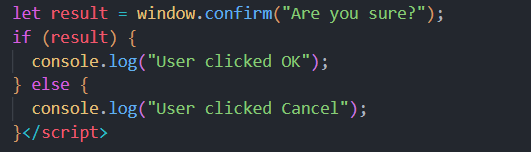 let result = window.confirm("Are you sure?");
if (result) {
  console.log("User clicked OK");
} else {
  console.log("User clicked Cancel");
}</script>